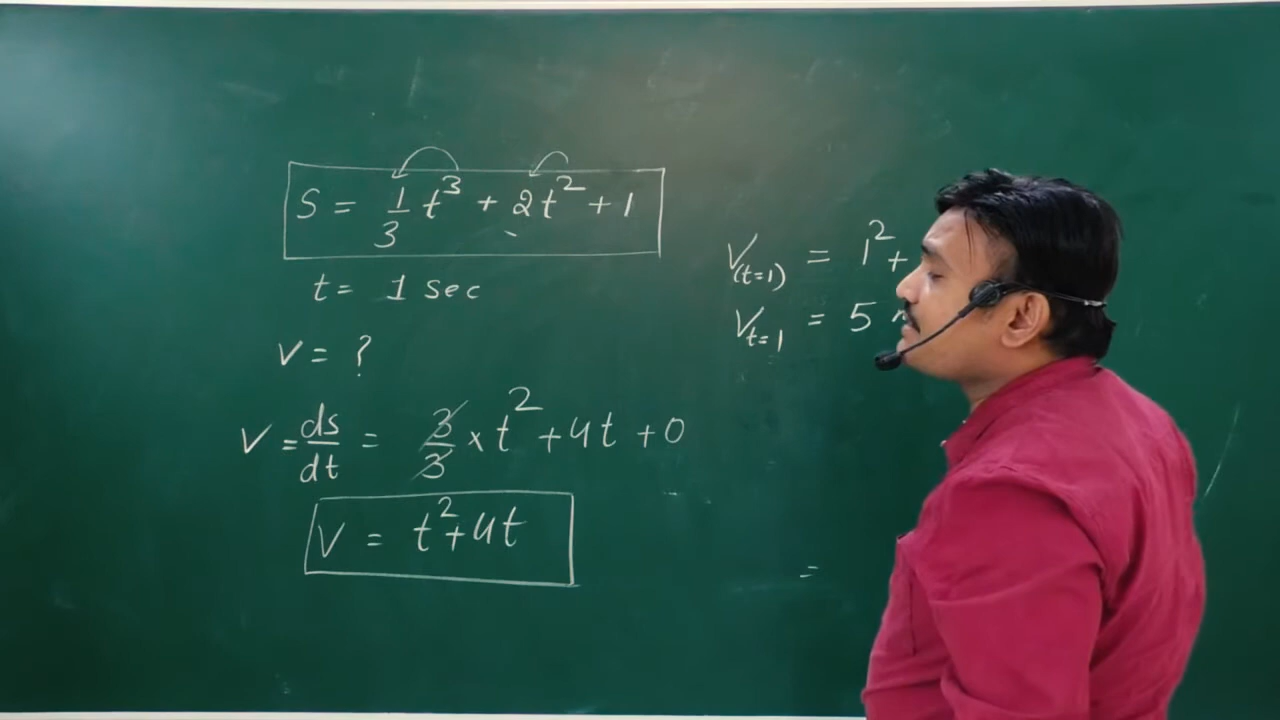 S = 1/3 t³ + 2t² + 1
t = 1 sec
v = ?
v = ds/dt = 3/3 × t² + 4t + 0
v = t² + 4t
V(t=1) = 1² +
Vt=1 = 5
=